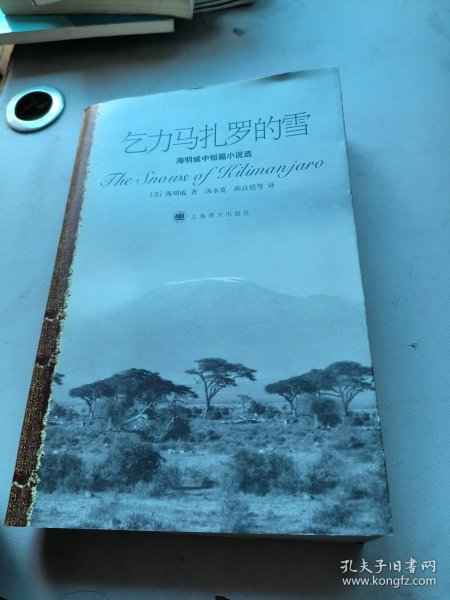 乞力马扎罗的雪
海明威中短篇小说选
The Snows of Kilimanjaro
[美] 海明威 著 汤永宽 陈良廷等 译
上海译文出版社
孔夫子旧书网
www.kongfz.com